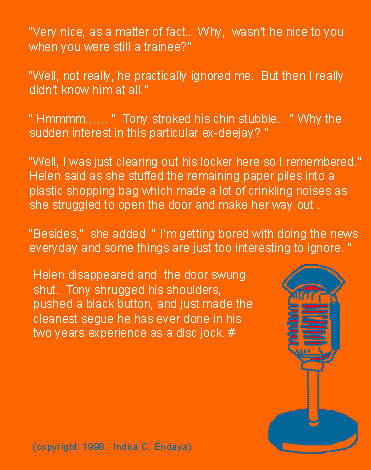 "Very nice, as a matter of fact..  Why,  wasn't he nice to you
when you were still a trainee?"
"Well, not really, he practically ignored me.  But then I really
didn't know him at all."
" Hmmmm...... "  Tony stroked his chin stubble.   " Why the
sudden interest in this particular ex-deejay? "
"Well, I was just clearing out his locker here so I remembered."
Helen said as she stuffed the remaining paper piles into a
plastic shopping bag which made a lot of crinkling noises as
she struggled to open the door and make her way out .
"Besides,"  she added  " I'm getting bored with doing the news
everyday and some things are just too interesting to ignore. "
Helen disappeared and  the door swung
shut.  Tony shrugged his shoulders,
pushed a black button, and just made the
cleanest segue he has ever done in his
two years experience as a disc jock. #
(copyright. 1998.  Indira C. Endaya)